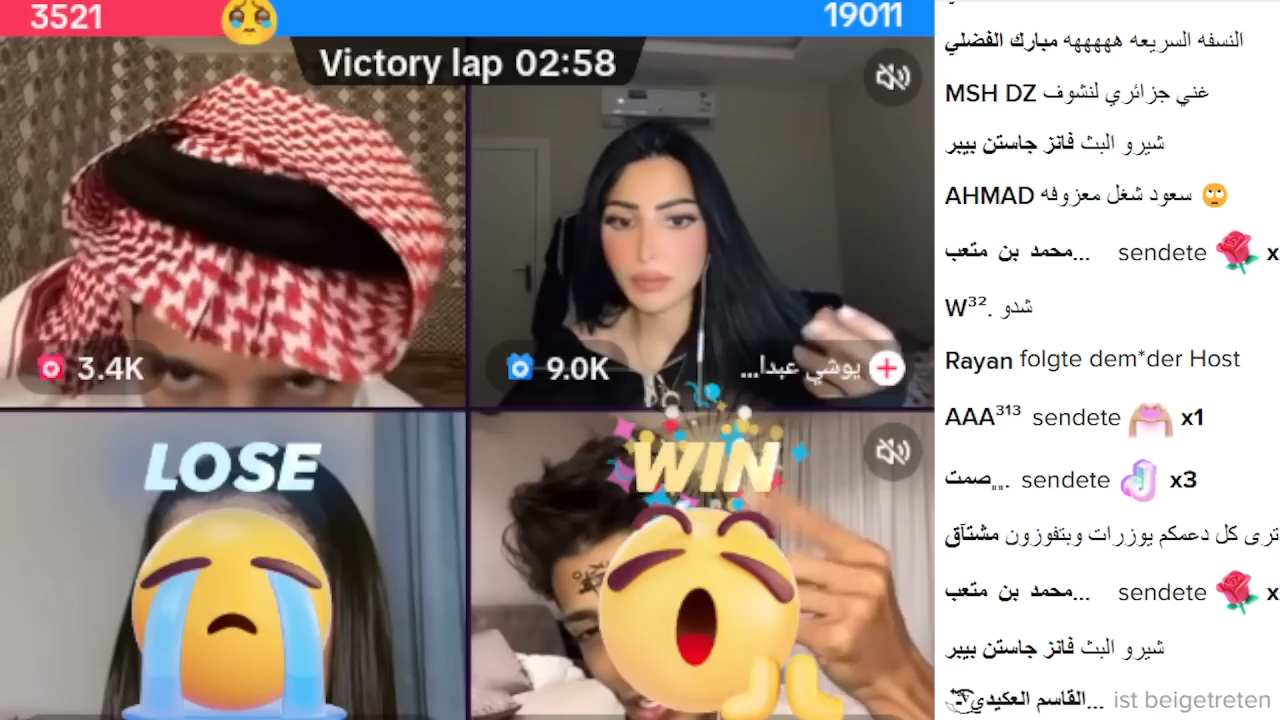 3521
19011
Victory lap 02:58
3.4K
9.0K
يوشي عبدا...
LOSE
WIN
النسفه السريعه هههههه مبارك الفضلي
MSH DZ غني جزائري لنشوف
شيرو البث فانز جاستن بيبر
AHMAD سعود شغل معزوفه 🙄
محمد بن متعب... sendete x
W³². شدو
Rayan folgte dem*der Host
AAA³¹³ sendete x1
صمت sendete x3
ترى كل دعمكم يوزرات وبتفوزون مشتآق
محمد بن متعب... sendete x
شيرو البث فانز جاستن بيبر
القاسم العكيدي... ist beigetreten